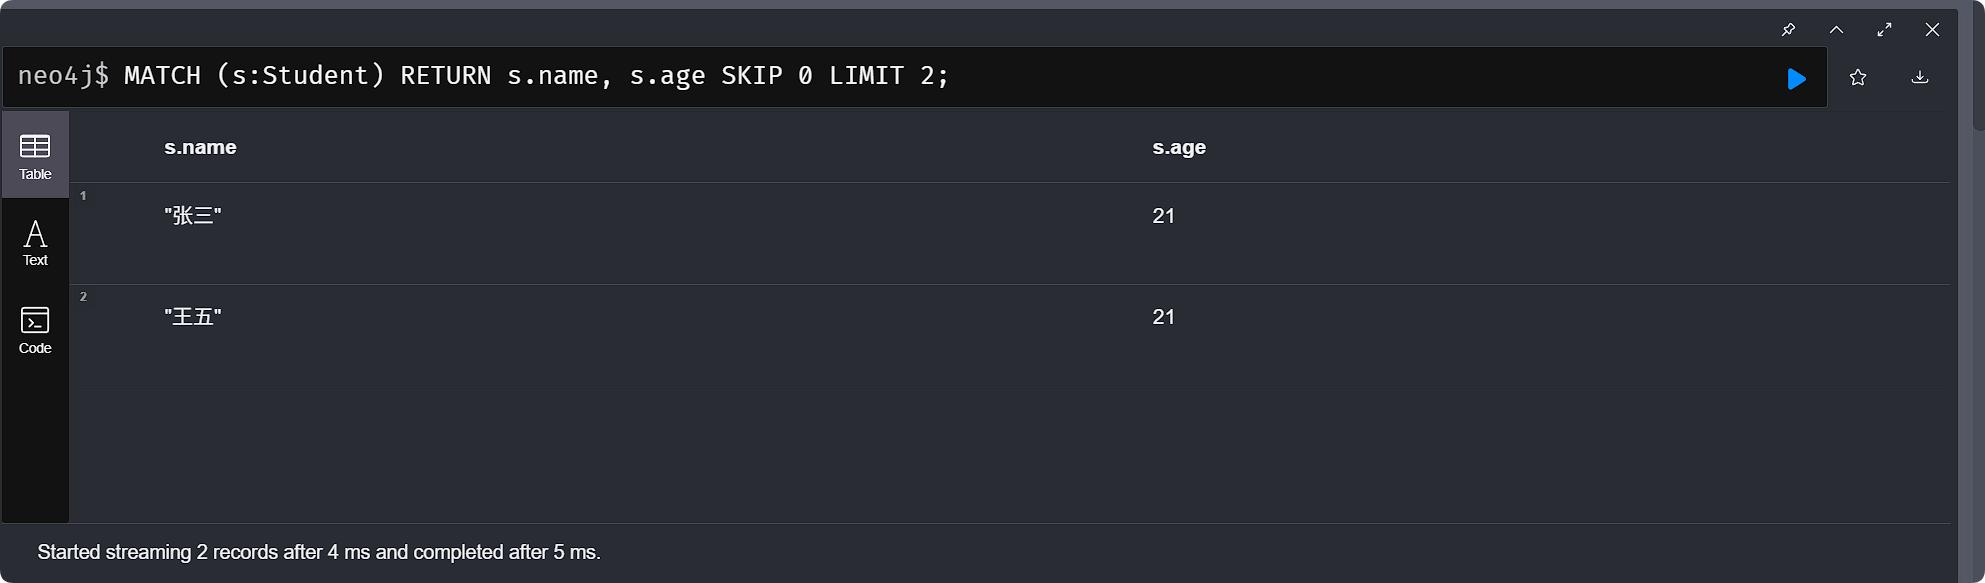 neo4j$ MATCH (s:Student) RETURN s.name, s.age SKIP 0 LIMIT 2;
Table
s.name s.age
1
"张三" 21
Text
2
"王五" 21
Code
Started streaming 2 records after 4 ms and completed after 5 ms.